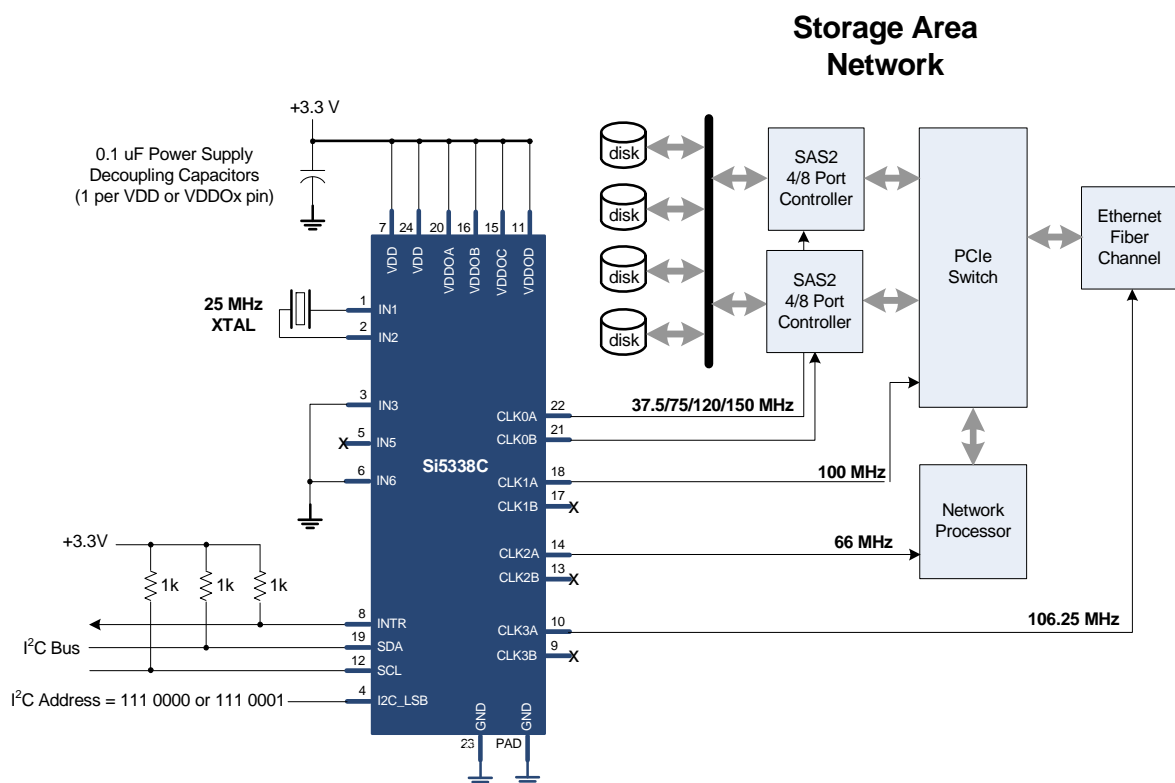 Storage Area
Network
+3.3 V
0.1 uF Power Supply
Decoupling Capacitors
(1 per VDD or VDDOx pin)
7
24
20
16
15
11
VDD
VDD
VDDOA
VDDOB
VDDOC
VDDOD
25 MHz
XTAL
1
IN1
2
IN2
3
IN3
5
X
IN5
6
IN6
Si5338C
+3.3V
1k
1k
1k
8
INTR
I²C Bus
19
SDA
12
SCL
I²C Address = 111 0000 or 111 0001
4
I2C_LSB
GND
GND
23
PAD
CLK0A
22
37.5/75/120/150 MHz
CLK0B
21
CLK1A
18
100 MHz
CLK1B
17
X
CLK2A
14
66 MHz
CLK2B
13
X
CLK3A
10
106.25 MHz
CLK3B
9
X
disk
disk
disk
disk
SAS2
4/8 Port
Controller
SAS2
4/8 Port
Controller
PCIe
Switch
Ethernet
Fiber
Channel
Network
Processor